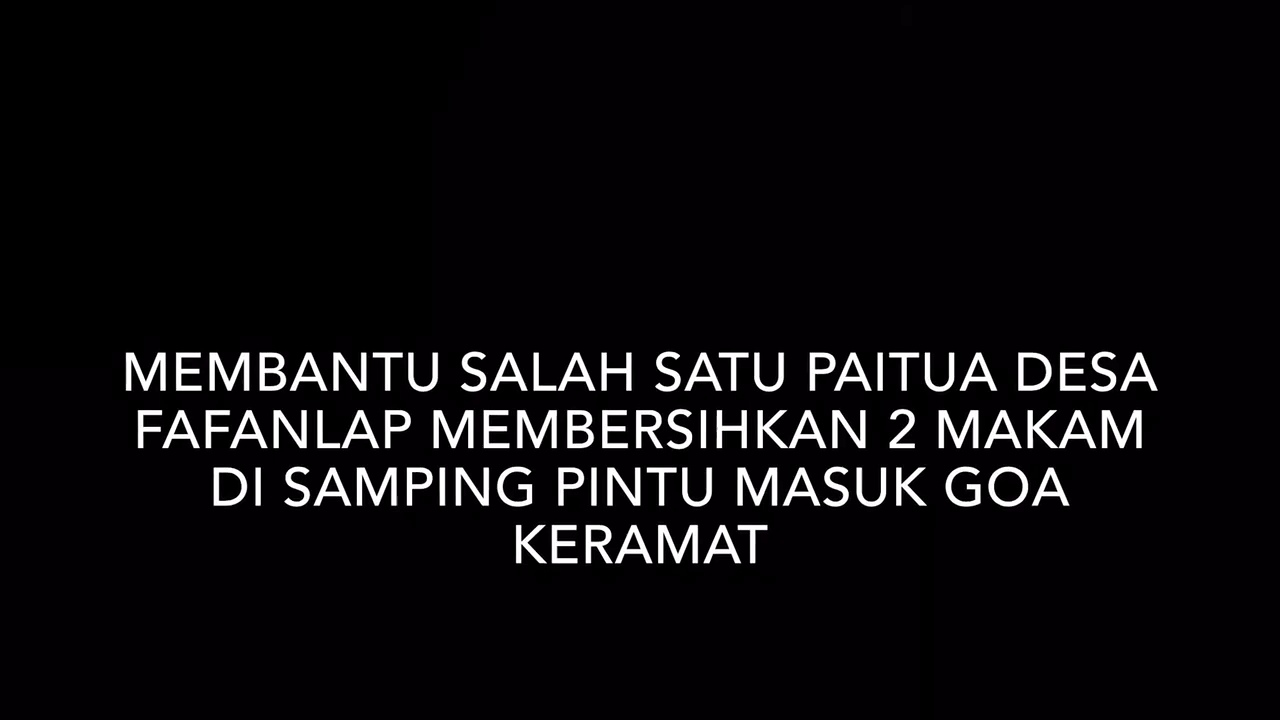 MEMBANTU SALAH SATU PAITUA DESA
FAFANLAP MEMBERSIHKAN 2 MAKAM
DI SAMPING PINTU MASUK GOA
KERAMAT